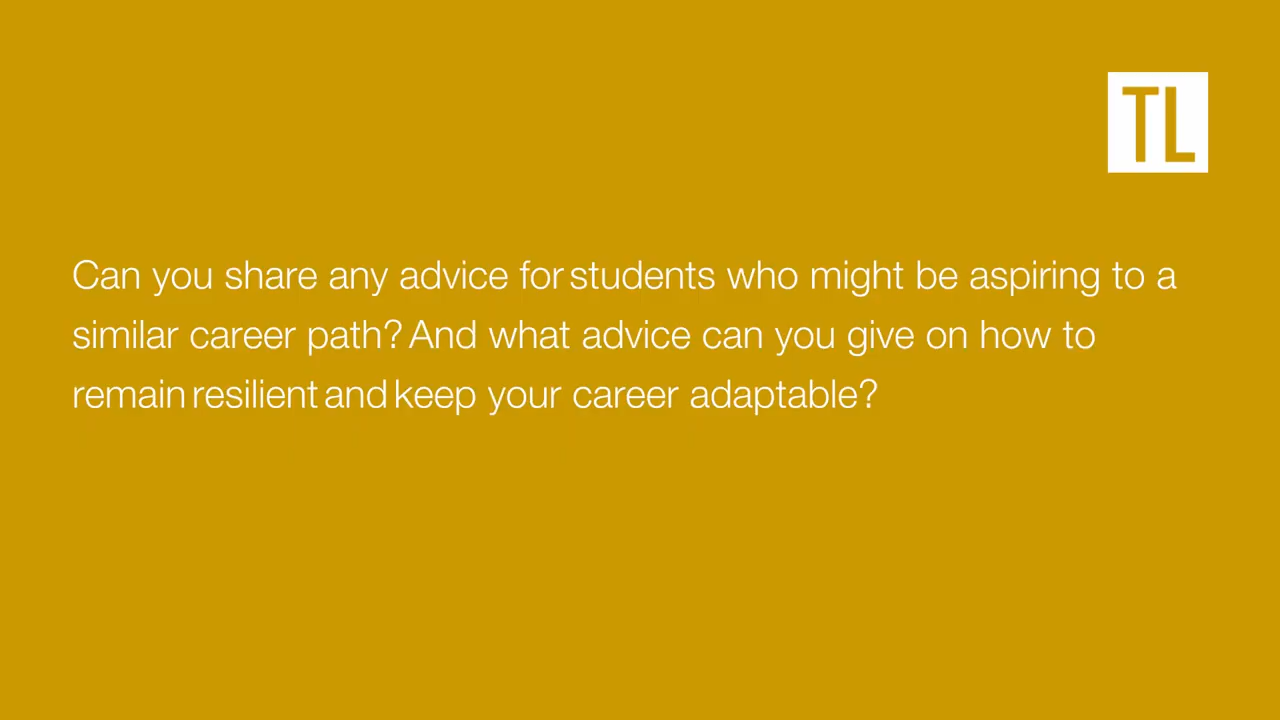 TL
Can you share any advice for students who might be aspiring to a
similar career path? And what advice can you give on how to
remain resilient and keep your career adaptable?